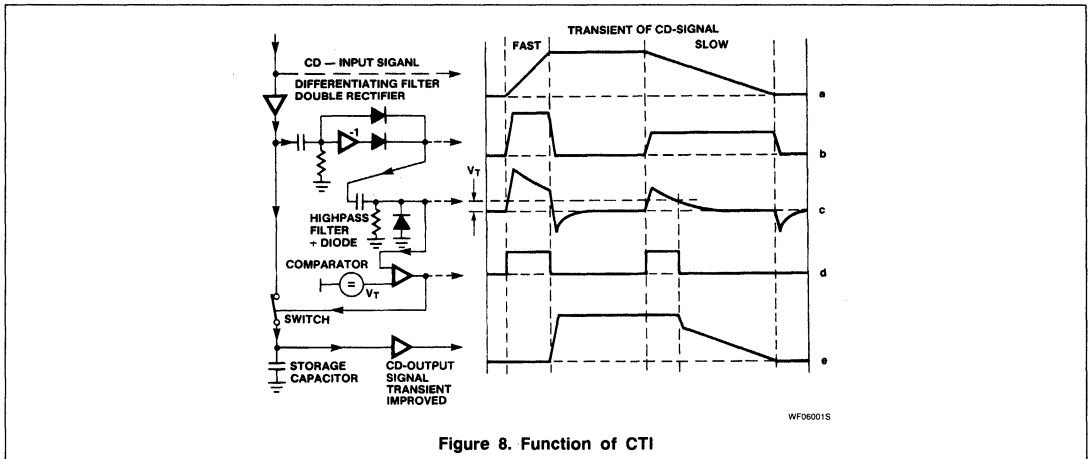 TRANSIENT OF CD-SIGNAL
FAST
SLOW
CD — INPUT SIGANL
DIFFERENTIATING FILTER
DOUBLE RECTIFIER
-1
a
b
VT
c
HIGHPASS
FILTER
+ DIODE
COMPARATOR
=
VT
d
SWITCH
STORAGE
CAPACITOR
CD-OUTPUT
SIGNAL
TRANSIENT
IMPROVED
e
WF06001S
Figure 8. Function of CTI